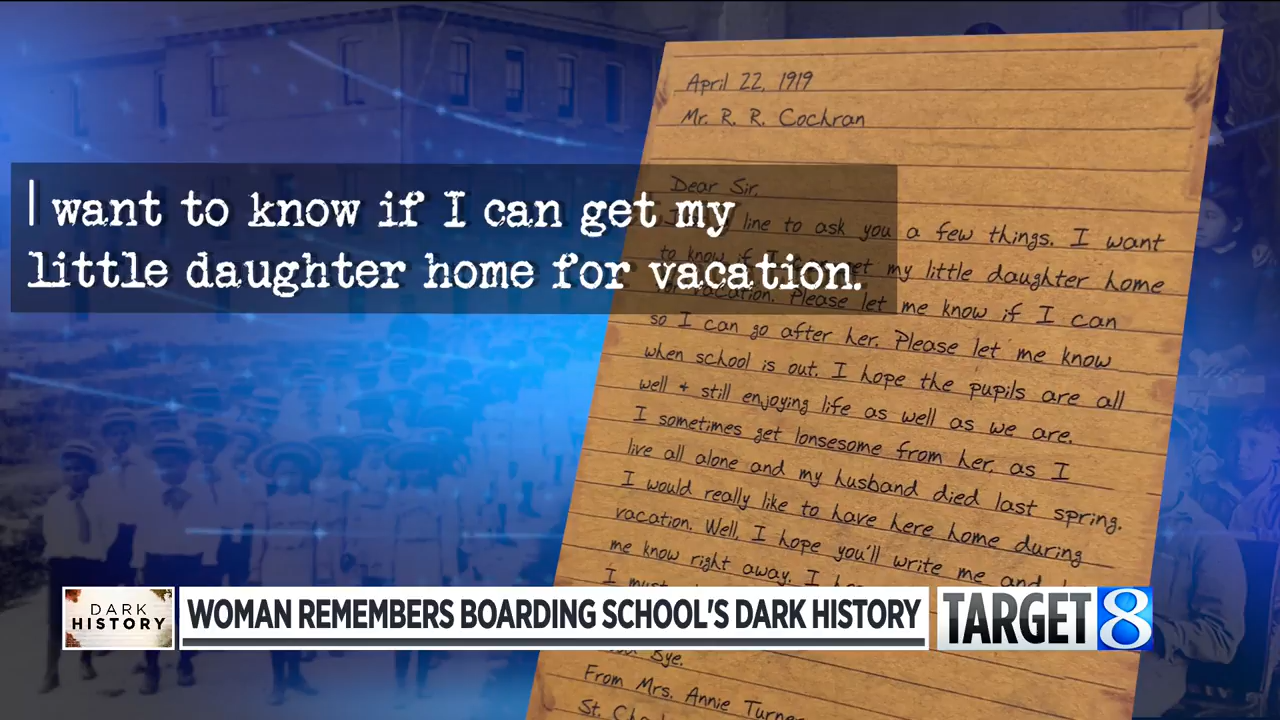 April 22, 1919
Mr. R. R. Cochran
Dear Sir,
line to ask you a few things. I want
to know if I can get my little daughter home
for vacation. Please let me know if I can
so I can go after her. Please let me know
when school is out. I hope the pupils are all
well + still enjoying life as well as we are.
I sometimes get lonsesome from her, as I
live all alone and my husband died last spring.
I would really like to have here home during
vacation. Well, I hope you'll write me and
me know right away. I
I must
Bye.
From Mrs. Annie Turner
St.
I want to know if I can get my
little daughter home for vacation.
DARK
HISTORY
WOMAN REMEMBERS BOARDING SCHOOL'S DARK HISTORY
TARGET 8